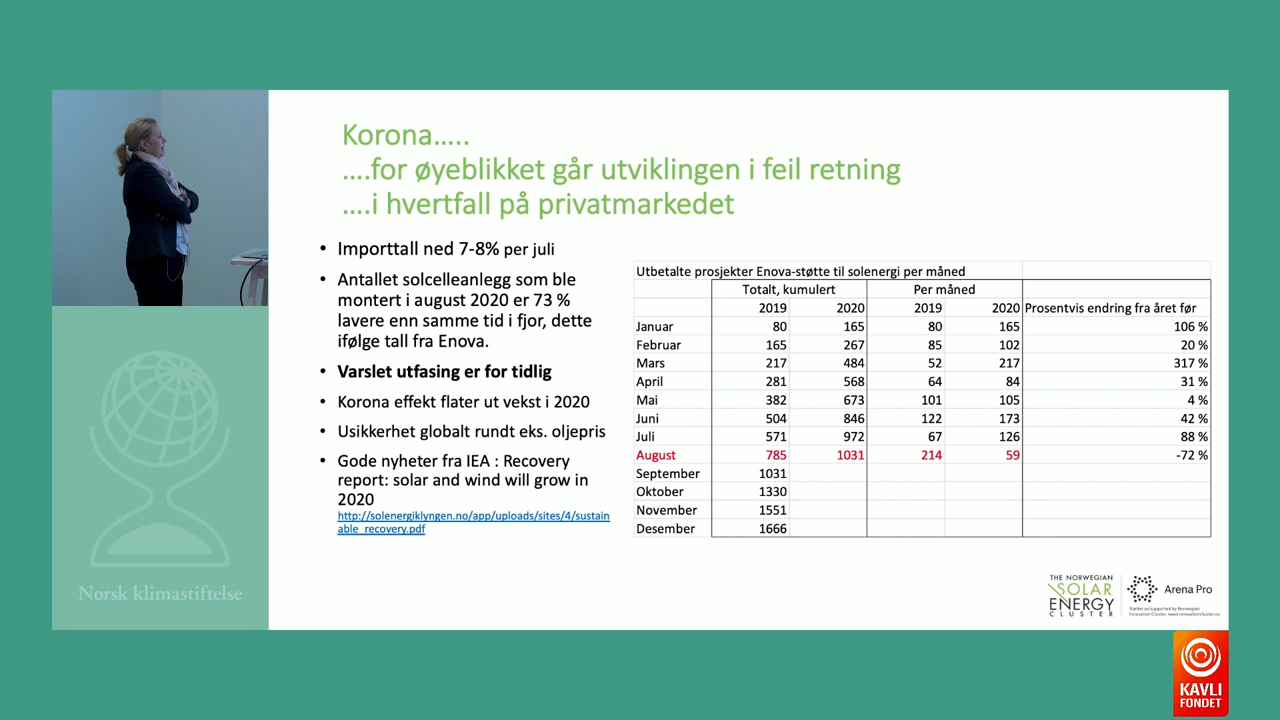 Korona.....
....for øyeblikket går utviklingen i feil retning
....i hvertfall på privatmarkedet
• Importtall ned 7-8% per juli
• Antallet solcelleanlegg som ble
montert i august 2020 er 73 %
lavere enn samme tid i fjor, dette
ifølge tall fra Enova.
• Varslet utfasing er for tidlig
• Korona effekt flater ut vekst i 2020
• Usikkerhet globalt rundt eks. oljepris
• Gode nyheter fra IEA : Recovery
report: solar and wind will grow in
2020
http://solenergiklyngen.no/app/uploads/sites/4/sustain
able_recovery.pdf
Utbetalte prosjekter Enova-støtte til solenergi per måned
Totalt, kumulert Per måned
2019 2020 2019 2020 Prosentvis endring fra året før
Januar 80 165 80 165 106 %
Februar 165 267 85 102 20 %
Mars 217 484 52 217 317 %
April 281 568 64 84 31 %
Mai 382 673 101 105 4 %
Juni 504 846 122 173 42 %
Juli 571 972 67 126 88 %
August 785 1031 214 59 -72 %
September 1031
Oktober 1330
November 1551
Desember 1666
Norsk klimastiftelse
THE NORWEGIAN
SOLAR
ENERGY
CLUSTER
Arena Pro
KAVLI
FONDET